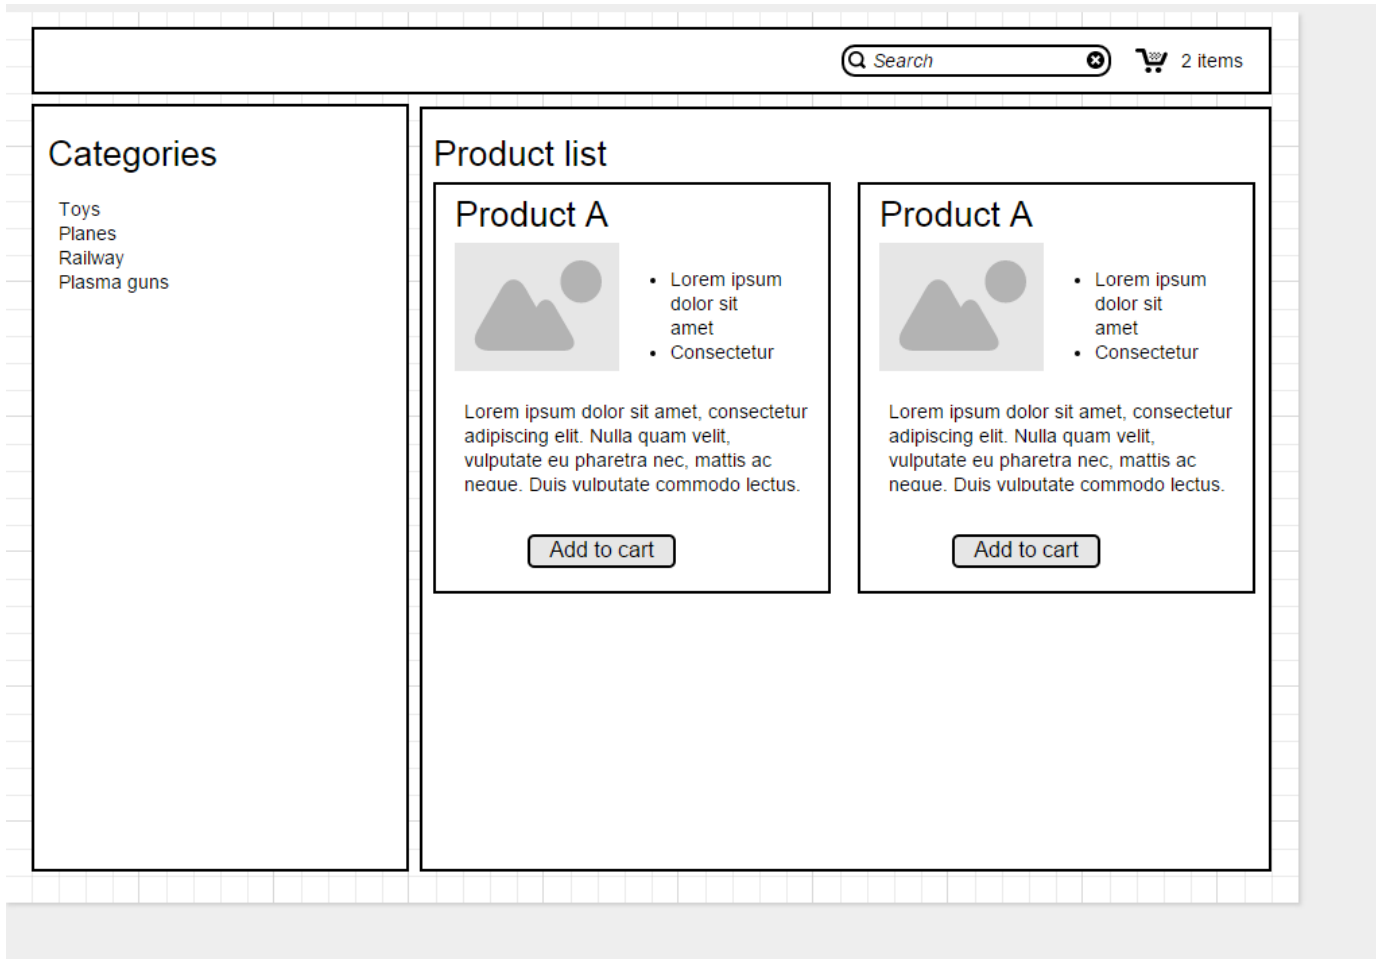 Search
2 items
Categories
Toys
Planes
Railway
Plasma guns
Product list
Product A
• Lorem ipsum
dolor sit
amet
• Consectetur
Lorem ipsum dolor sit amet, consectetur
adipiscing elit. Nulla quam velit,
vulputate eu pharetra nec, mattis ac
neque. Duis vulputate commodo lectus.
Add to cart
Product A
• Lorem ipsum
dolor sit
amet
• Consectetur
Lorem ipsum dolor sit amet, consectetur
adipiscing elit. Nulla quam velit,
vulputate eu pharetra nec, mattis ac
neque. Duis vulputate commodo lectus.
Add to cart